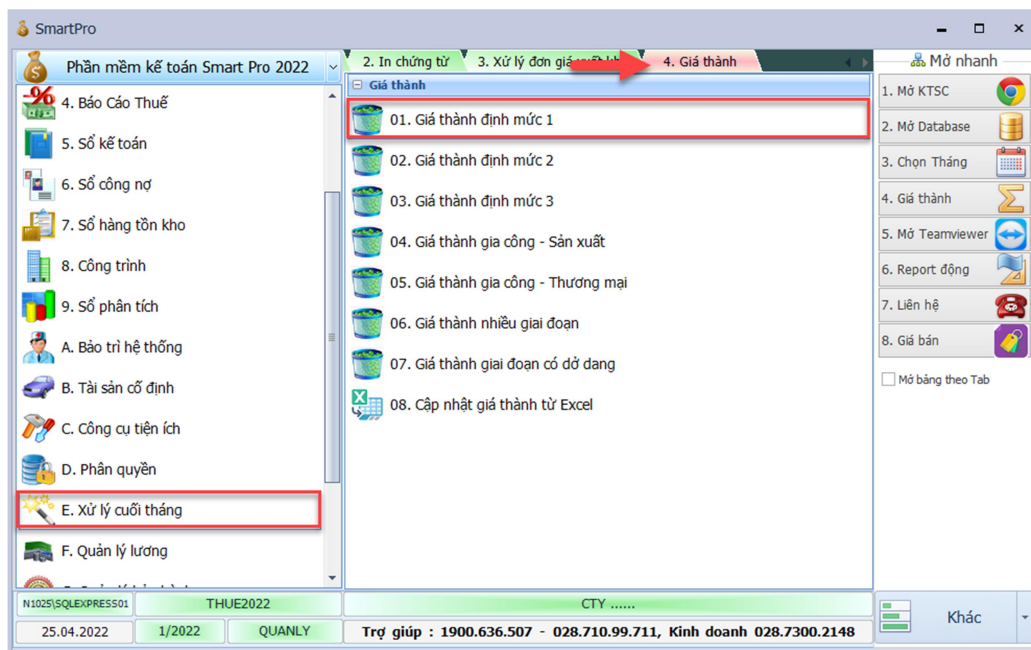 SmartPro
Phần mềm kế toán Smart Pro 2022
4. Báo Cáo Thuế
5. Sổ kế toán
6. Sổ công nợ
7. Sổ hàng tồn kho
8. Công trình
9. Sổ phân tích
A. Bảo trì hệ thống
B. Tài sản cố định
C. Công cụ tiện ích
D. Phân quyền
E. Xử lý cuối tháng
F. Quản lý lương
2. In chứng từ
3. Xử lý đơn giá
4. Giá thành
Giá thành
01. Giá thành định mức 1
02. Giá thành định mức 2
03. Giá thành định mức 3
04. Giá thành gia công - Sản xuất
05. Giá thành gia công - Thương mại
06. Giá thành nhiều giai đoạn
07. Giá thành giai đoạn có dở dang
08. Cập nhật giá thành từ Excel
Mở nhanh
1. Mở KTSC
2. Mở Database
3. Chọn Tháng
4. Giá thành
5. Mở Teamviewer
6. Report động
7. Liên hệ
8. Giá bán
Mở bảng theo Tab
N1025\SQLEXPRESS01
THUE2022
CTY ......
25.04.2022
1/2022
QUANLY
Trợ giúp : 1900.636.507 - 028.710.99.711, Kinh doanh 028.7300.2148
Khác